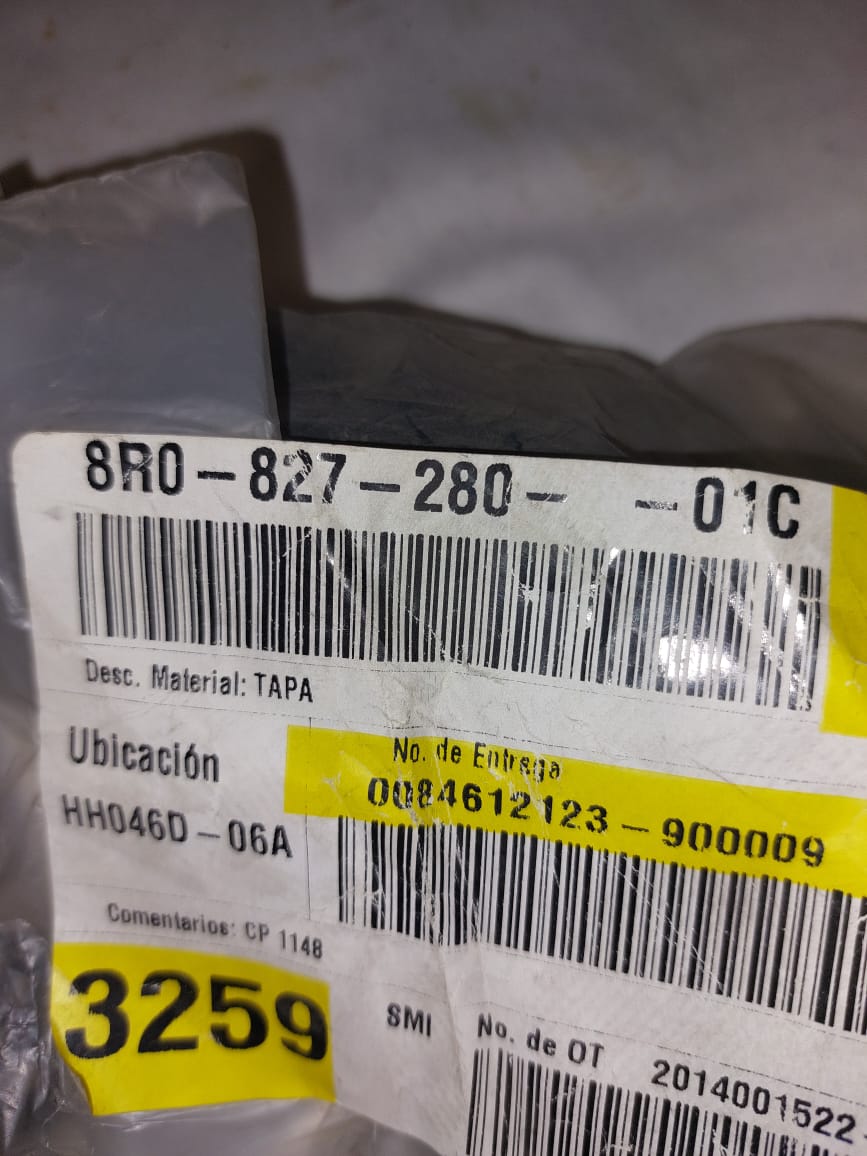 8R0-827-280- -01C
Desc. Material: TAPA
Ubicación
No. de Entrega
0084612123-900009
HH046D-06A
Comentarios: CP 1148
3259
SMI
No. de OT 2014001522-